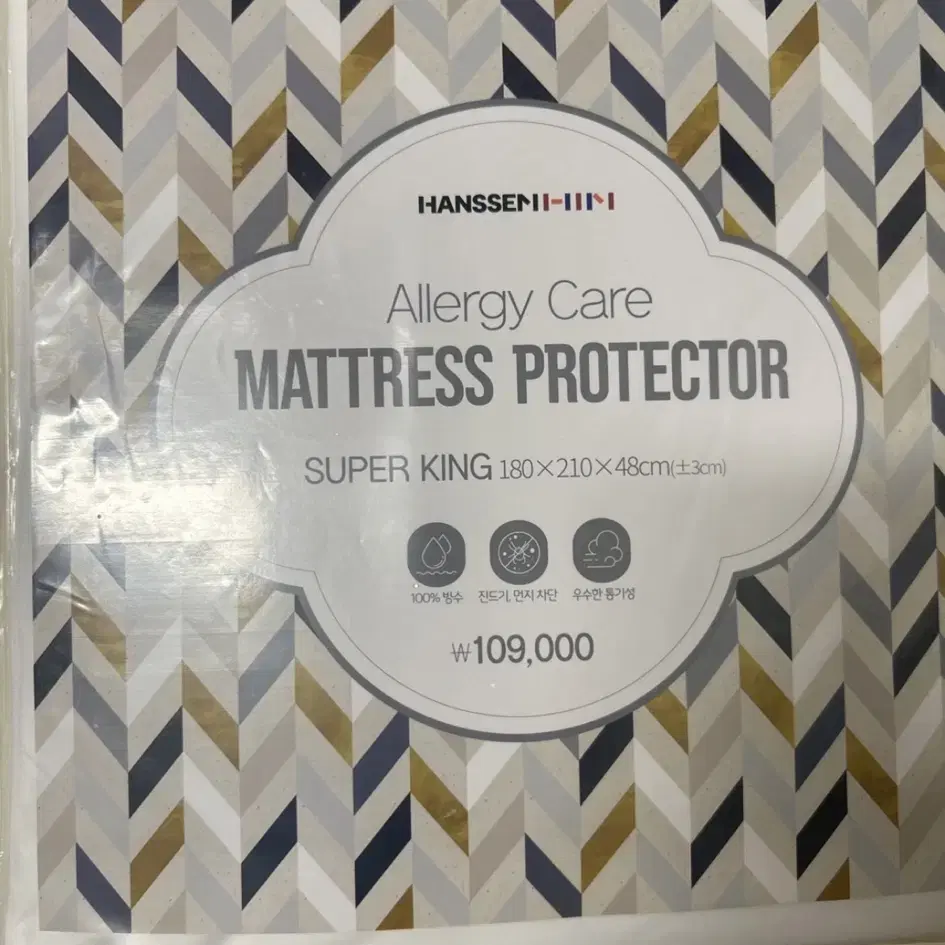 HANSSEM HIM
Allergy Care
MATTRESS PROTECTOR
SUPER KING 180×210×48cm(±3cm)
100% 방수 진드기, 먼지 차단 우수한 통기성
₩109,000